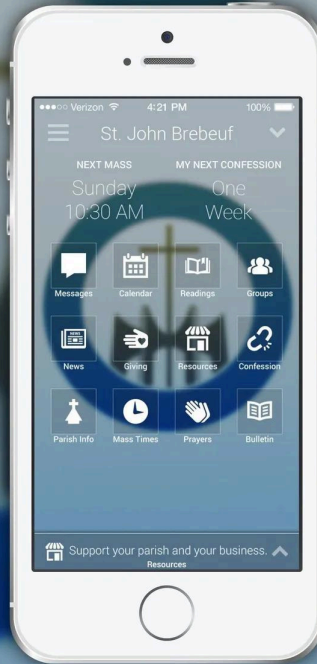 Verizon 4:21 PM 100%
St. John Brebeuf
NEXT MASS MY NEXT CONFESSION
Sunday One
10:30 AM Week
Messages Calendar Readings Groups
NEWS
News Giving Resources Confession
Parish Info Mass Times Prayers Bulletin
Support your parish and your business.
Resources